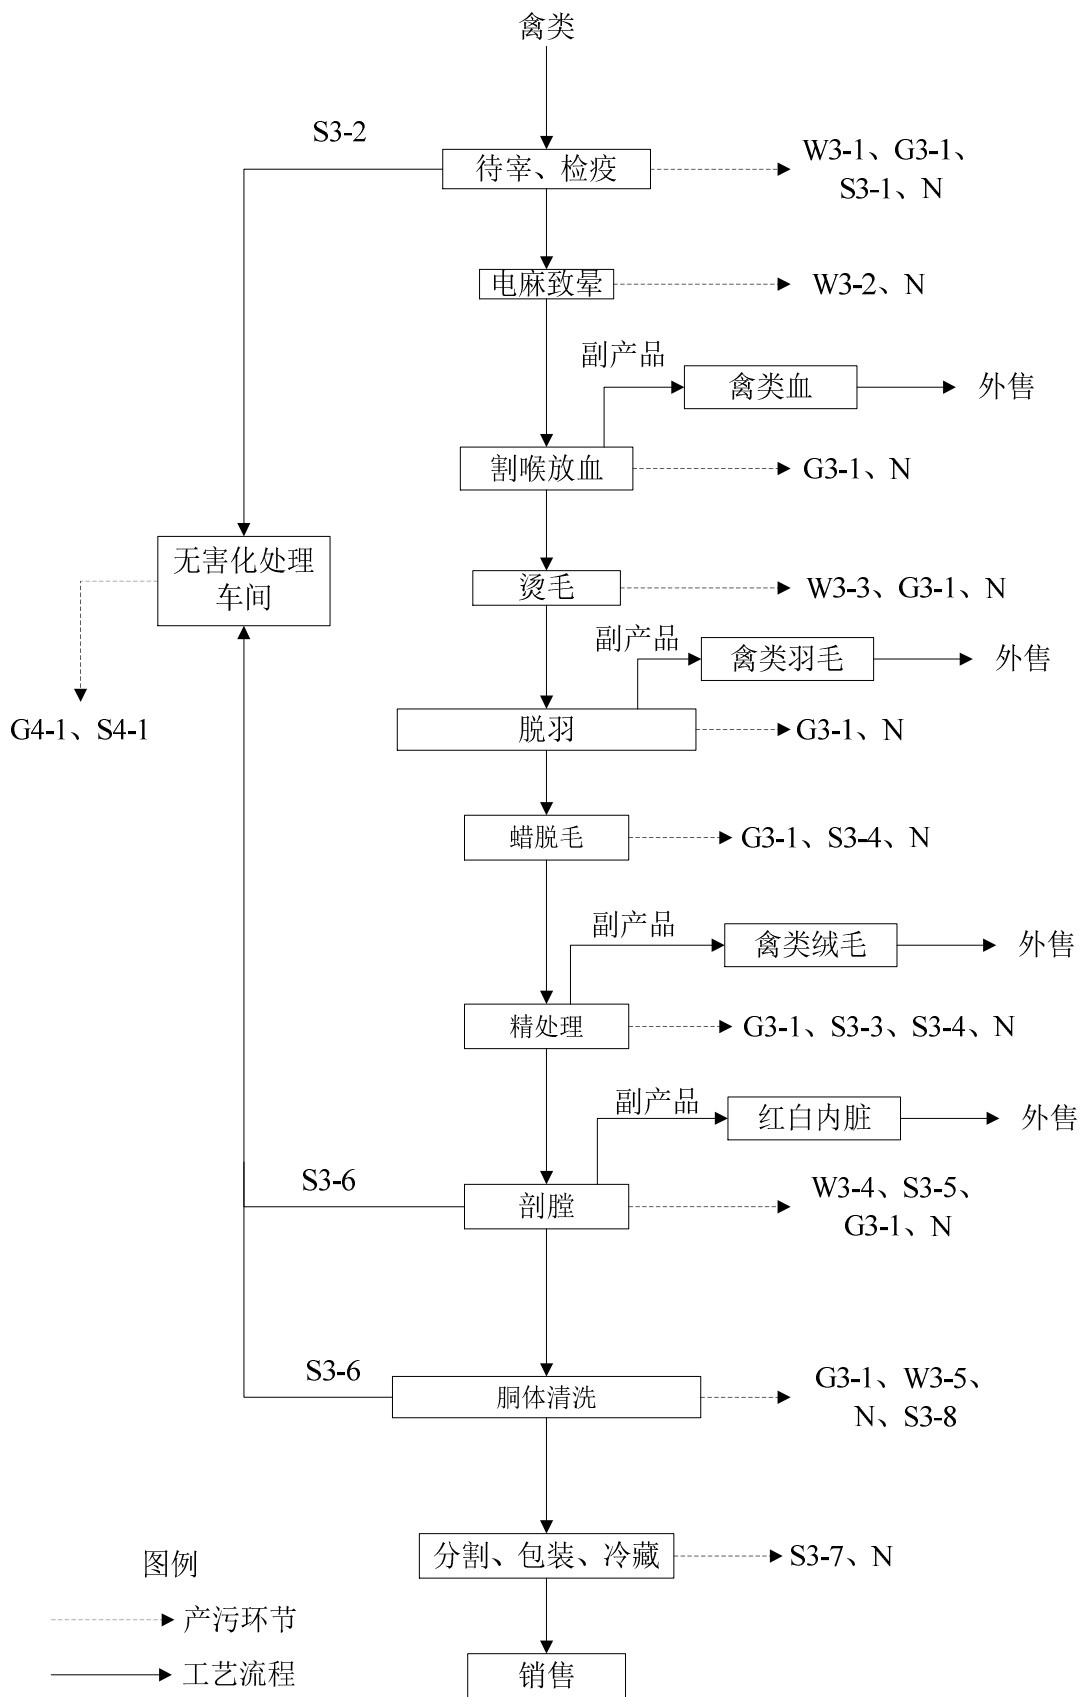 禽类
S3-2
待宰、检疫
W3-1、G3-1、
S3-1、N
电麻致晕
W3-2、N
副产品
禽类血
外售
割喉放血
G3-1、N
无害化处理
车间
烫毛
W3-3、G3-1、N
副产品
禽类羽毛
外售
G4-1、S4-1
脱羽
G3-1、N
蜡脱毛
G3-1、S3-4、N
副产品
禽类绒毛
外售
精处理
G3-1、S3-3、S3-4、N
副产品
红白内脏
外售
S3-6
剖膛
W3-4、S3-5、
G3-1、N
S3-6
胴体清洗
G3-1、W3-5、
N、S3-8
分割、包装、冷藏
S3-7、N
图例
产污环节
工艺流程
销售